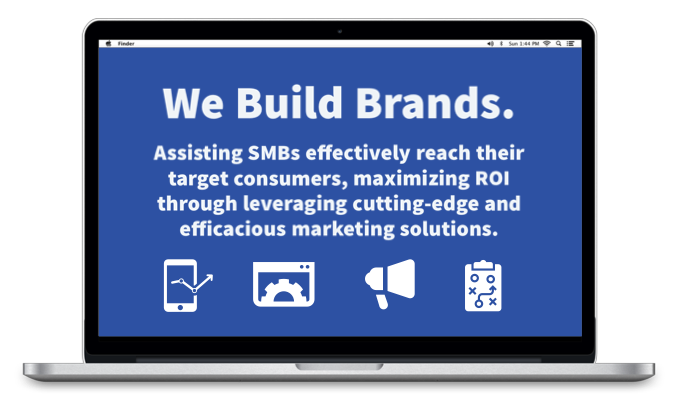 Finder Sun 1:44 PM
We Build Brands.
Assisting SMBs effectively reach their
target consumers, maximizing ROI
through leveraging cutting-edge and
efficacious marketing solutions.